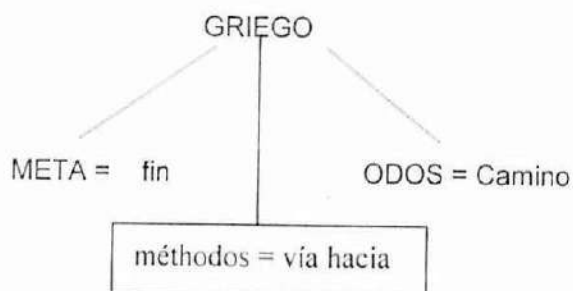 GRIEGO
META = fin
ODOS = Camino
méthodos = vía hacia